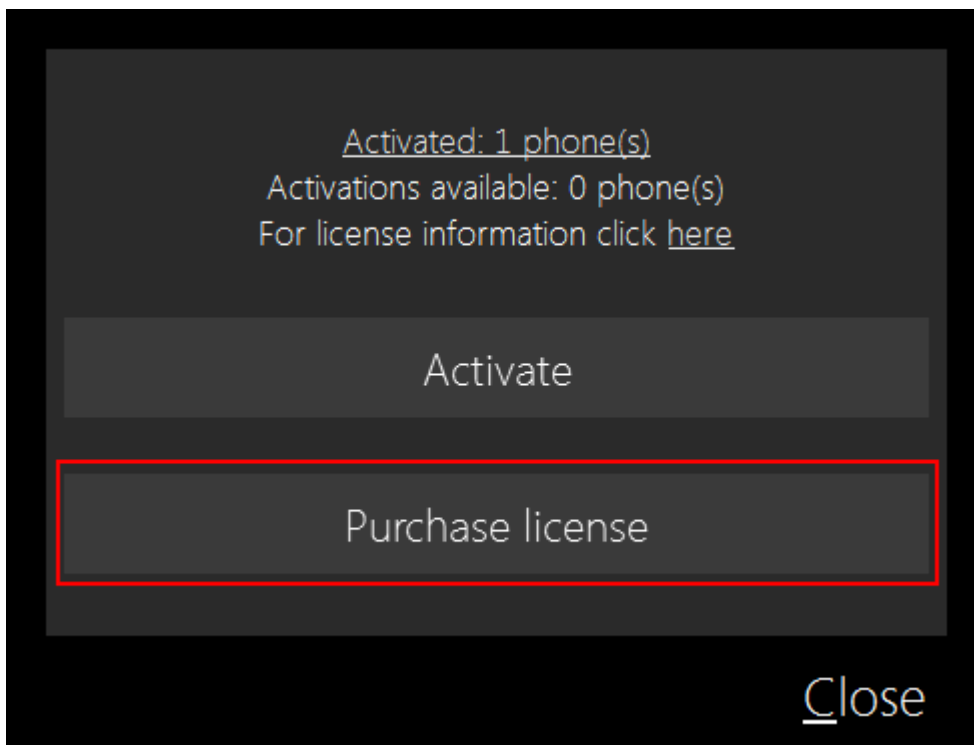 Activated: 1 phone(s)
Activations available: 0 phone(s)
For license information click here
Activate
Purchase license
Close